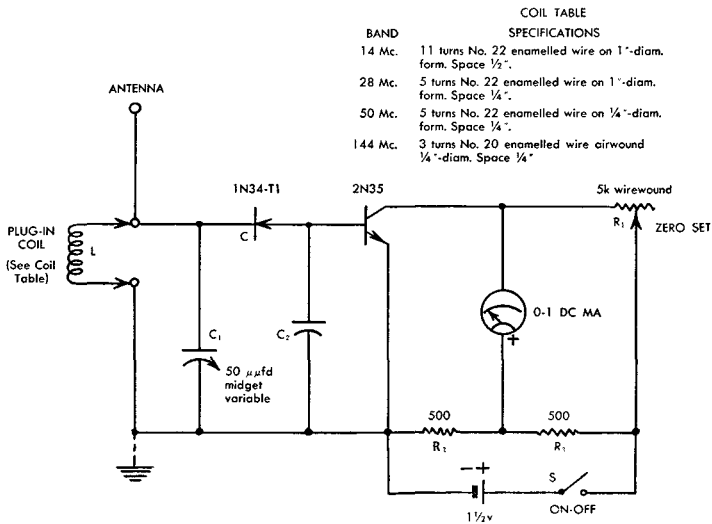 COIL TABLE
BAND SPECIFICATIONS
14 Mc. 11 turns No. 22 enamelled wire on 1"-diam.
form. Space ½".
28 Mc. 5 turns No. 22 enamelled wire on 1"-diam.
form. Space ¼".
50 Mc. 5 turns No. 22 enamelled wire on ¼"-diam.
form. Space ¼".
144 Mc. 3 turns No. 20 enamelled wire airwound
¼"-diam. Space ¼"
ANTENNA
1N34-T1
2N35
5k wirewound
R₁
ZERO SET
PLUG-IN
COIL
(See Coil
Table)
L
C
0-1 DC MA
+
C₁
C₂
50 μμfd
midget
variable
500
500
R₂
R₃
− +
S
1½v
ON-OFF